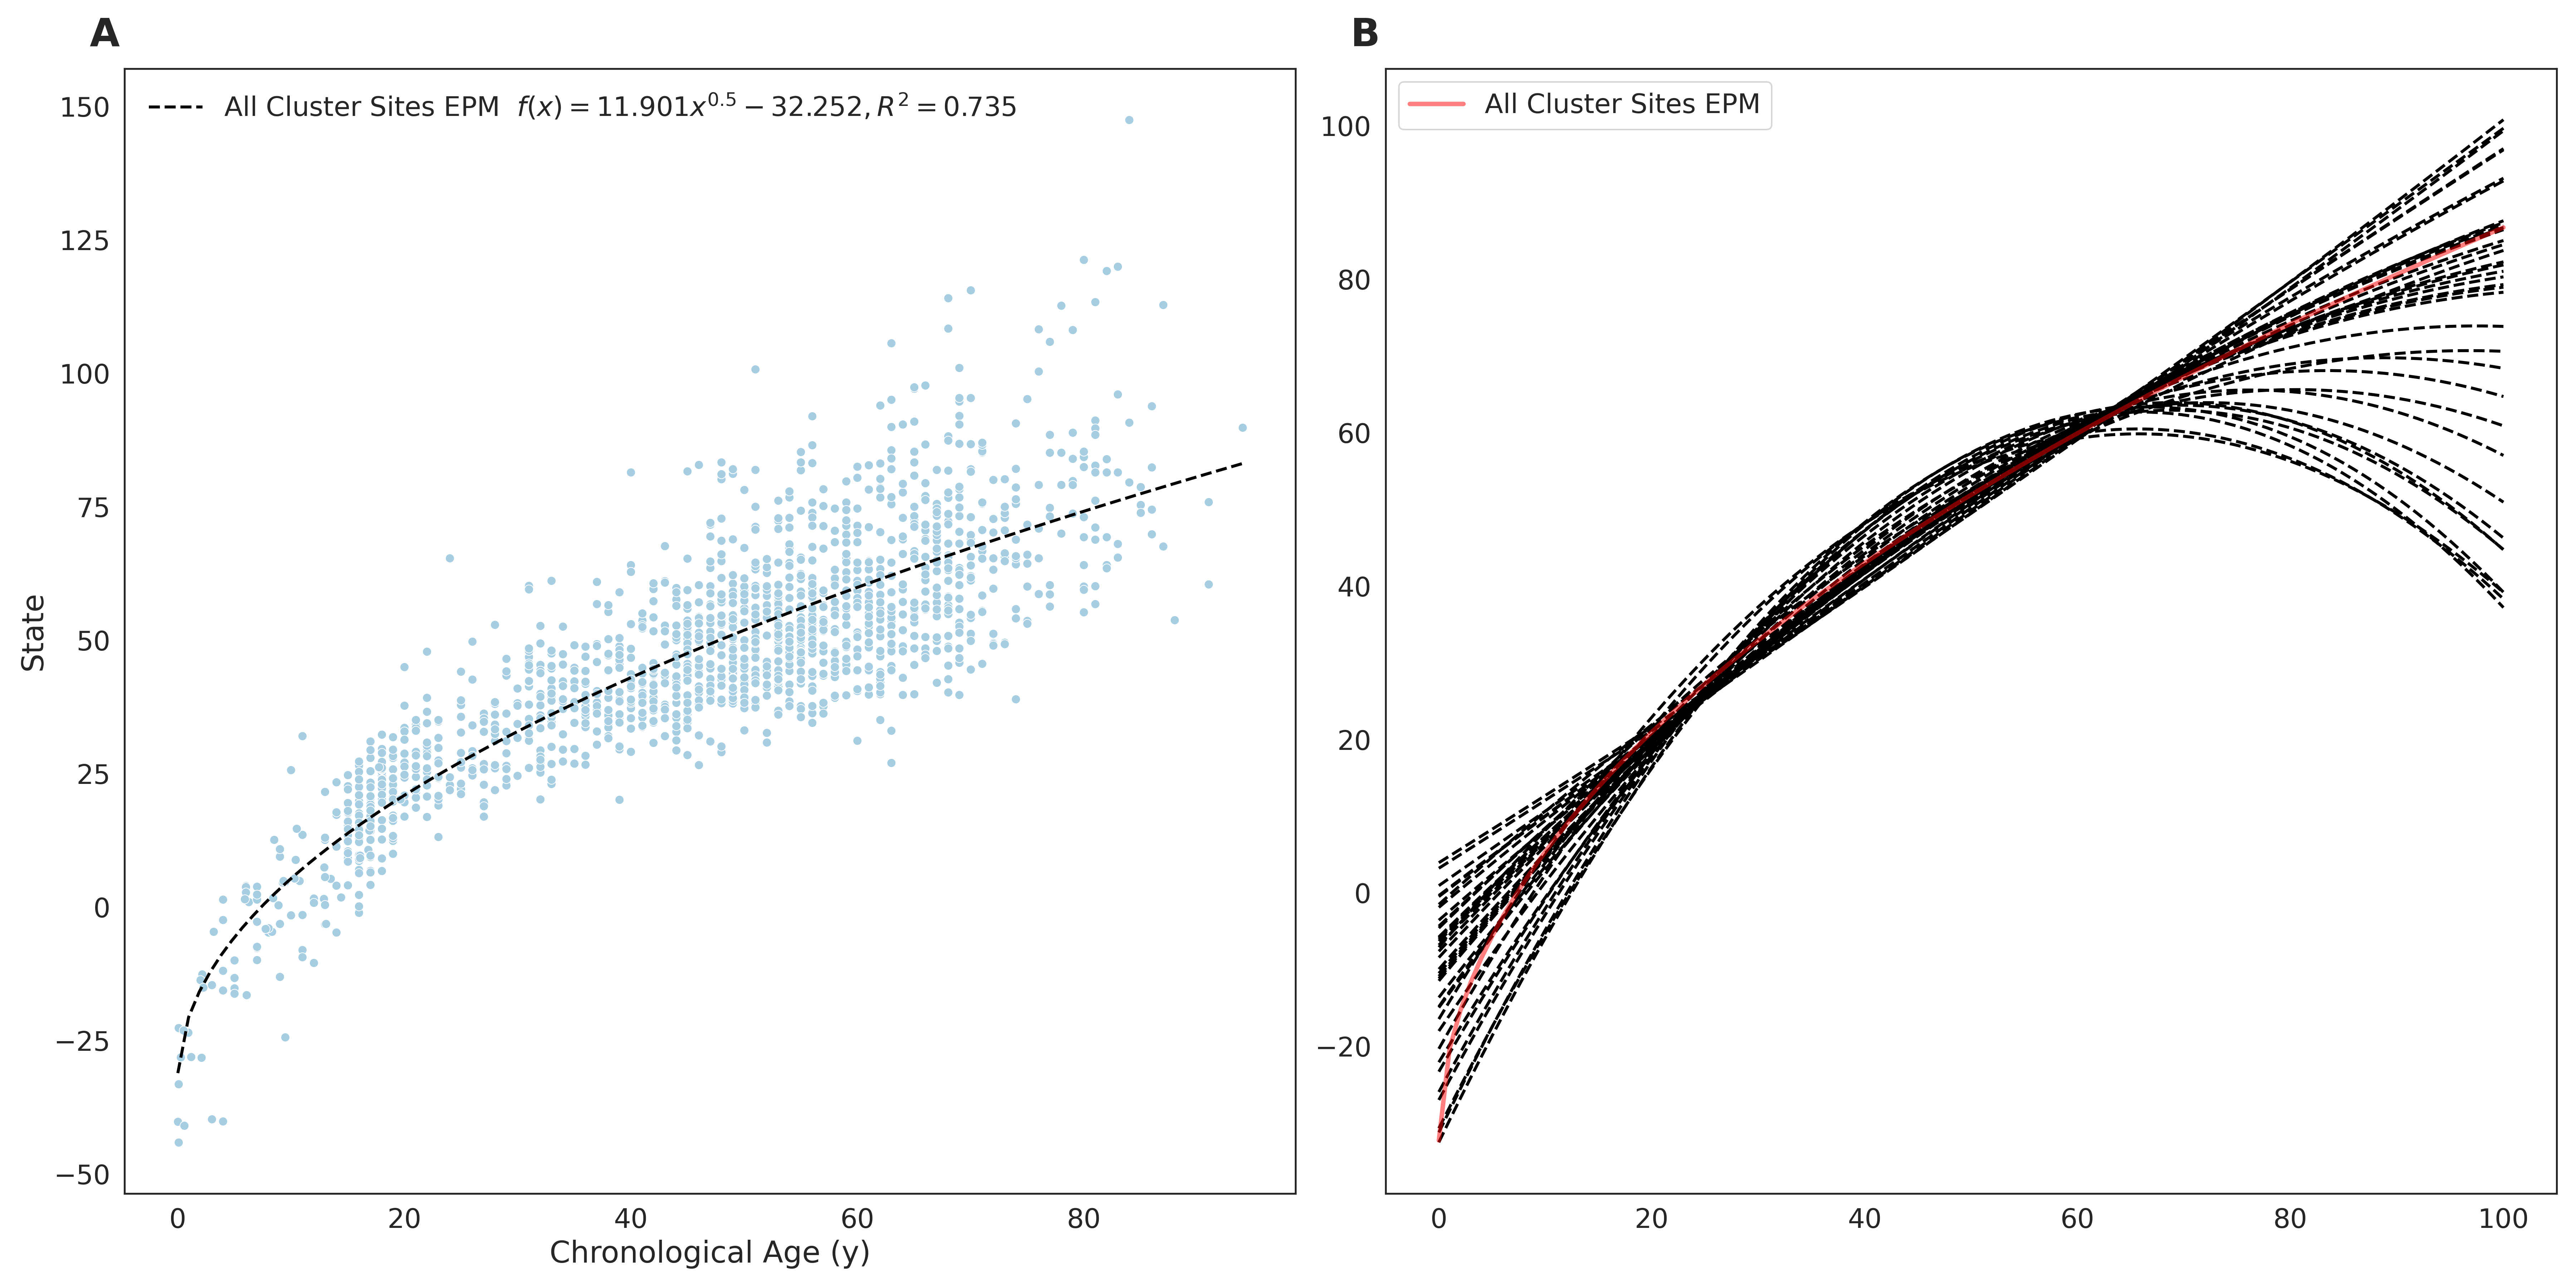 A
All Cluster Sites EPM f(x) = 11.901x^0.5 − 32.252, R^2 = 0.735
150
125
100
75
50
25
0
−25
−50
State
0 20 40 60 80
Chronological Age (y)
B
All Cluster Sites EPM
100
80
60
40
20
0
−20
0 20 40 60 80 100